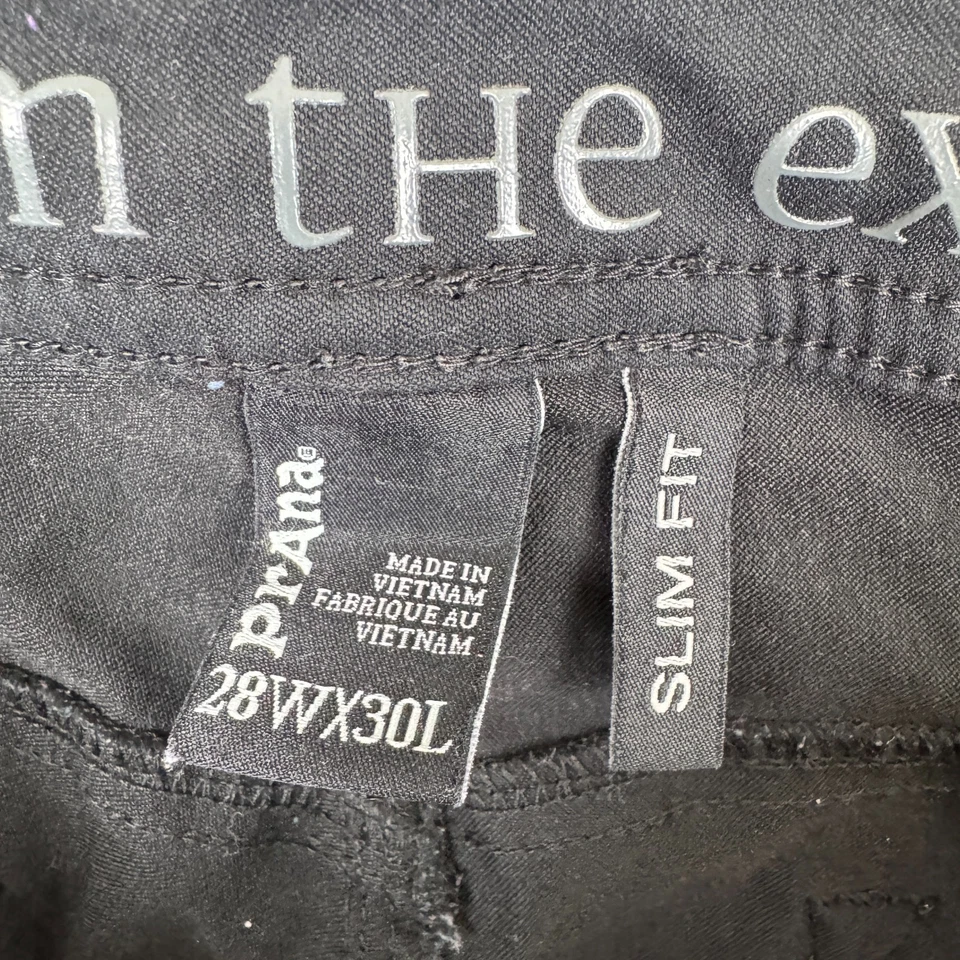 n tHe ex
prAna
MADE IN
VIETNAM
FABRIQUE AU
VIETNAM
28WX30L
SLIM FIT